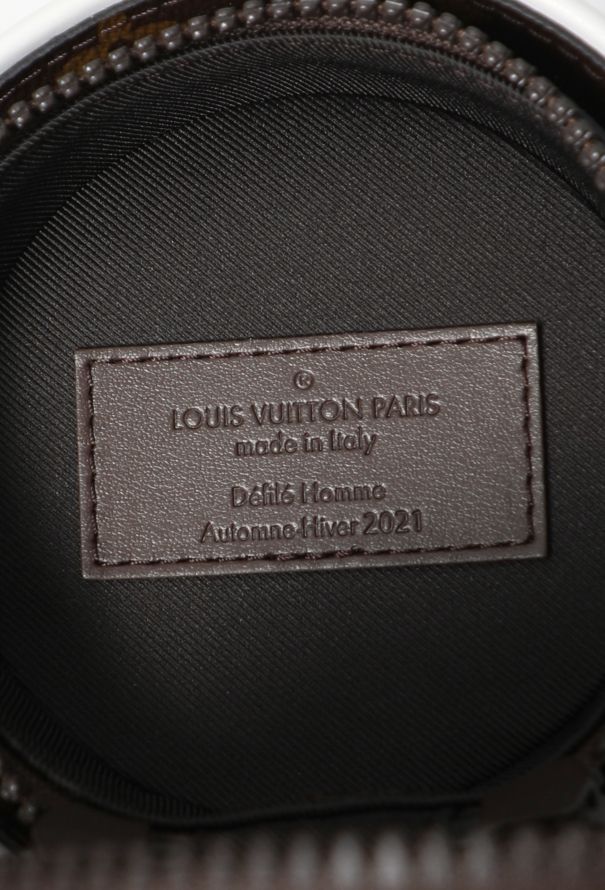 ®
LOUIS VUITTON PARIS
made in Italy
Défilé Homme
Automne-Hiver 2021